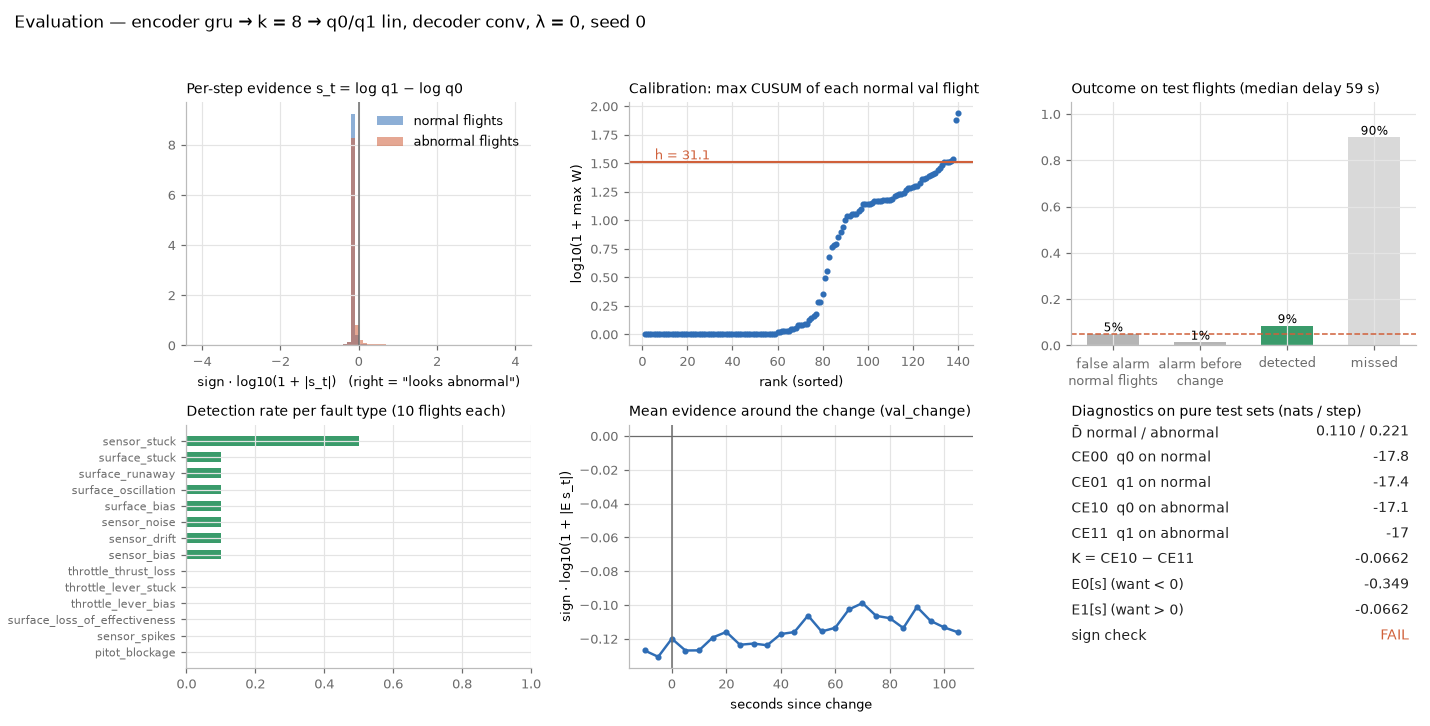 Evaluation — encoder gru → k = 8 → q0/q1 lin, decoder conv, λ = 0, seed 0
Per-step evidence s_t = log q1 − log q0
normal flights
abnormal flights
8
6
4
2
0
−4
−2
0
2
4
sign · log10(1 + |s_t|)   (right = "looks abnormal")
Calibration: max CUSUM of each normal val flight
log10(1 + max W)
2.00
1.75
1.50
1.25
1.00
0.75
0.50
0.25
0.00
h = 31.1
0
20
40
60
80
100
120
140
rank (sorted)
Outcome on test flights (median delay 59 s)
1.0
0.8
0.6
0.4
0.2
0.0
5%
1%
9%
90%
false alarm
normal flights
alarm before
change
detected
missed
Detection rate per fault type (10 flights each)
sensor_stuck
surface_stuck
surface_runaway
surface_oscillation
surface_bias
sensor_noise
sensor_drift
sensor_bias
throttle_thrust_loss
throttle_lever_stuck
throttle_lever_bias
surface_loss_of_effectiveness
sensor_spikes
pitot_blockage
0.0
0.2
0.4
0.6
0.8
1.0
Mean evidence around the change (val_change)
sign · log10(1 + |E s_t|)
0.00
−0.02
−0.04
−0.06
−0.08
−0.10
−0.12
0
20
40
60
80
100
seconds since change
Diagnostics on pure test sets (nats / step)
D̄ normal / abnormal 0.110 / 0.221
CE00  q0 on normal -17.8
CE01  q1 on normal -17.4
CE10  q0 on abnormal -17.1
CE11  q1 on abnormal -17
K = CE10 − CE11 -0.0662
E0[s] (want < 0) -0.349
E1[s] (want > 0) -0.0662
sign check FAIL